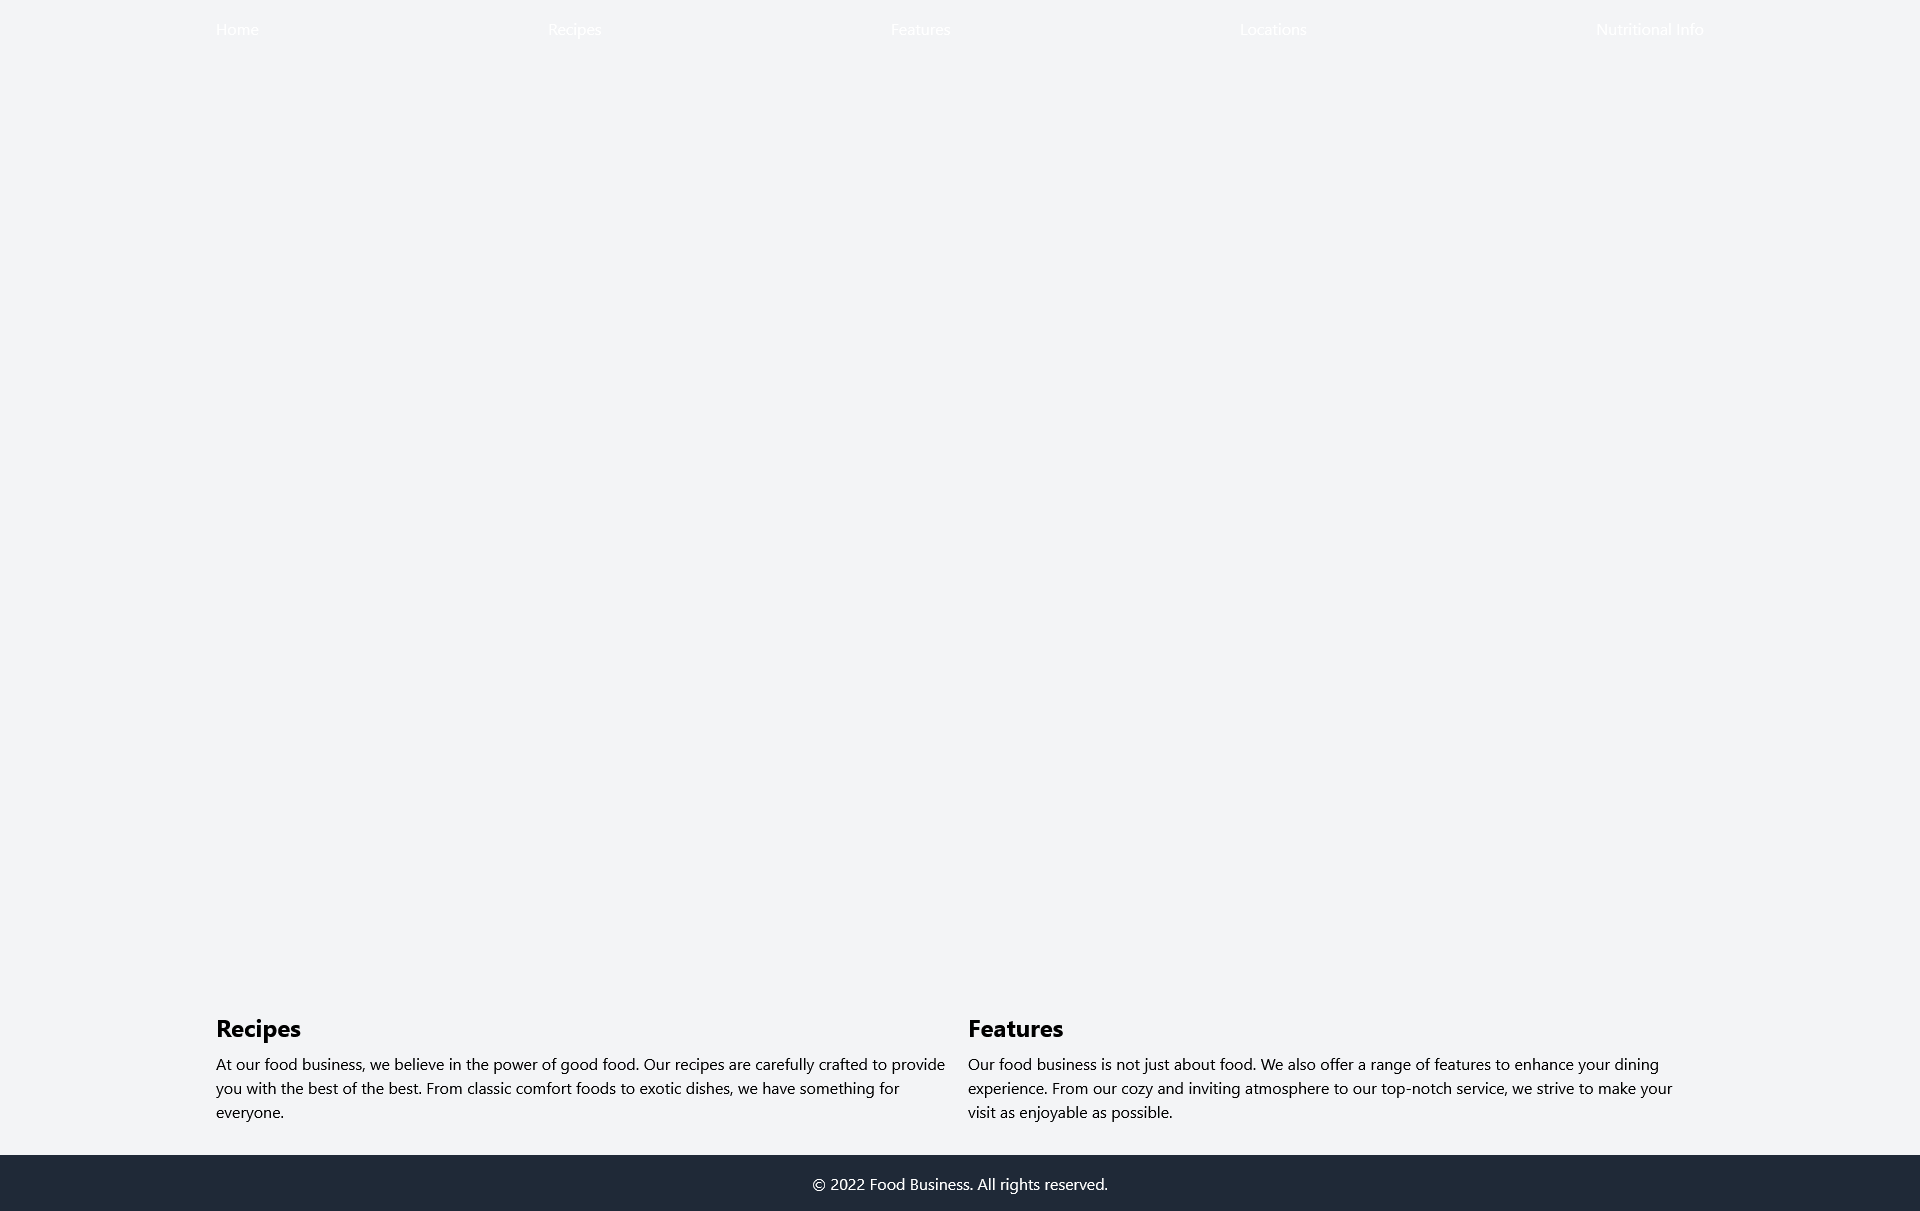 Home Recipes Features Locations Nutritional Info
Recipes
At our food business, we believe in the power of good food. Our recipes are carefully crafted to provide
you with the best of the best. From classic comfort foods to exotic dishes, we have something for
everyone.
Features
Our food business is not just about food. We also offer a range of features to enhance your dining
experience. From our cozy and inviting atmosphere to our top-notch service, we strive to make your
visit as enjoyable as possible.
© 2022 Food Business. All rights reserved.